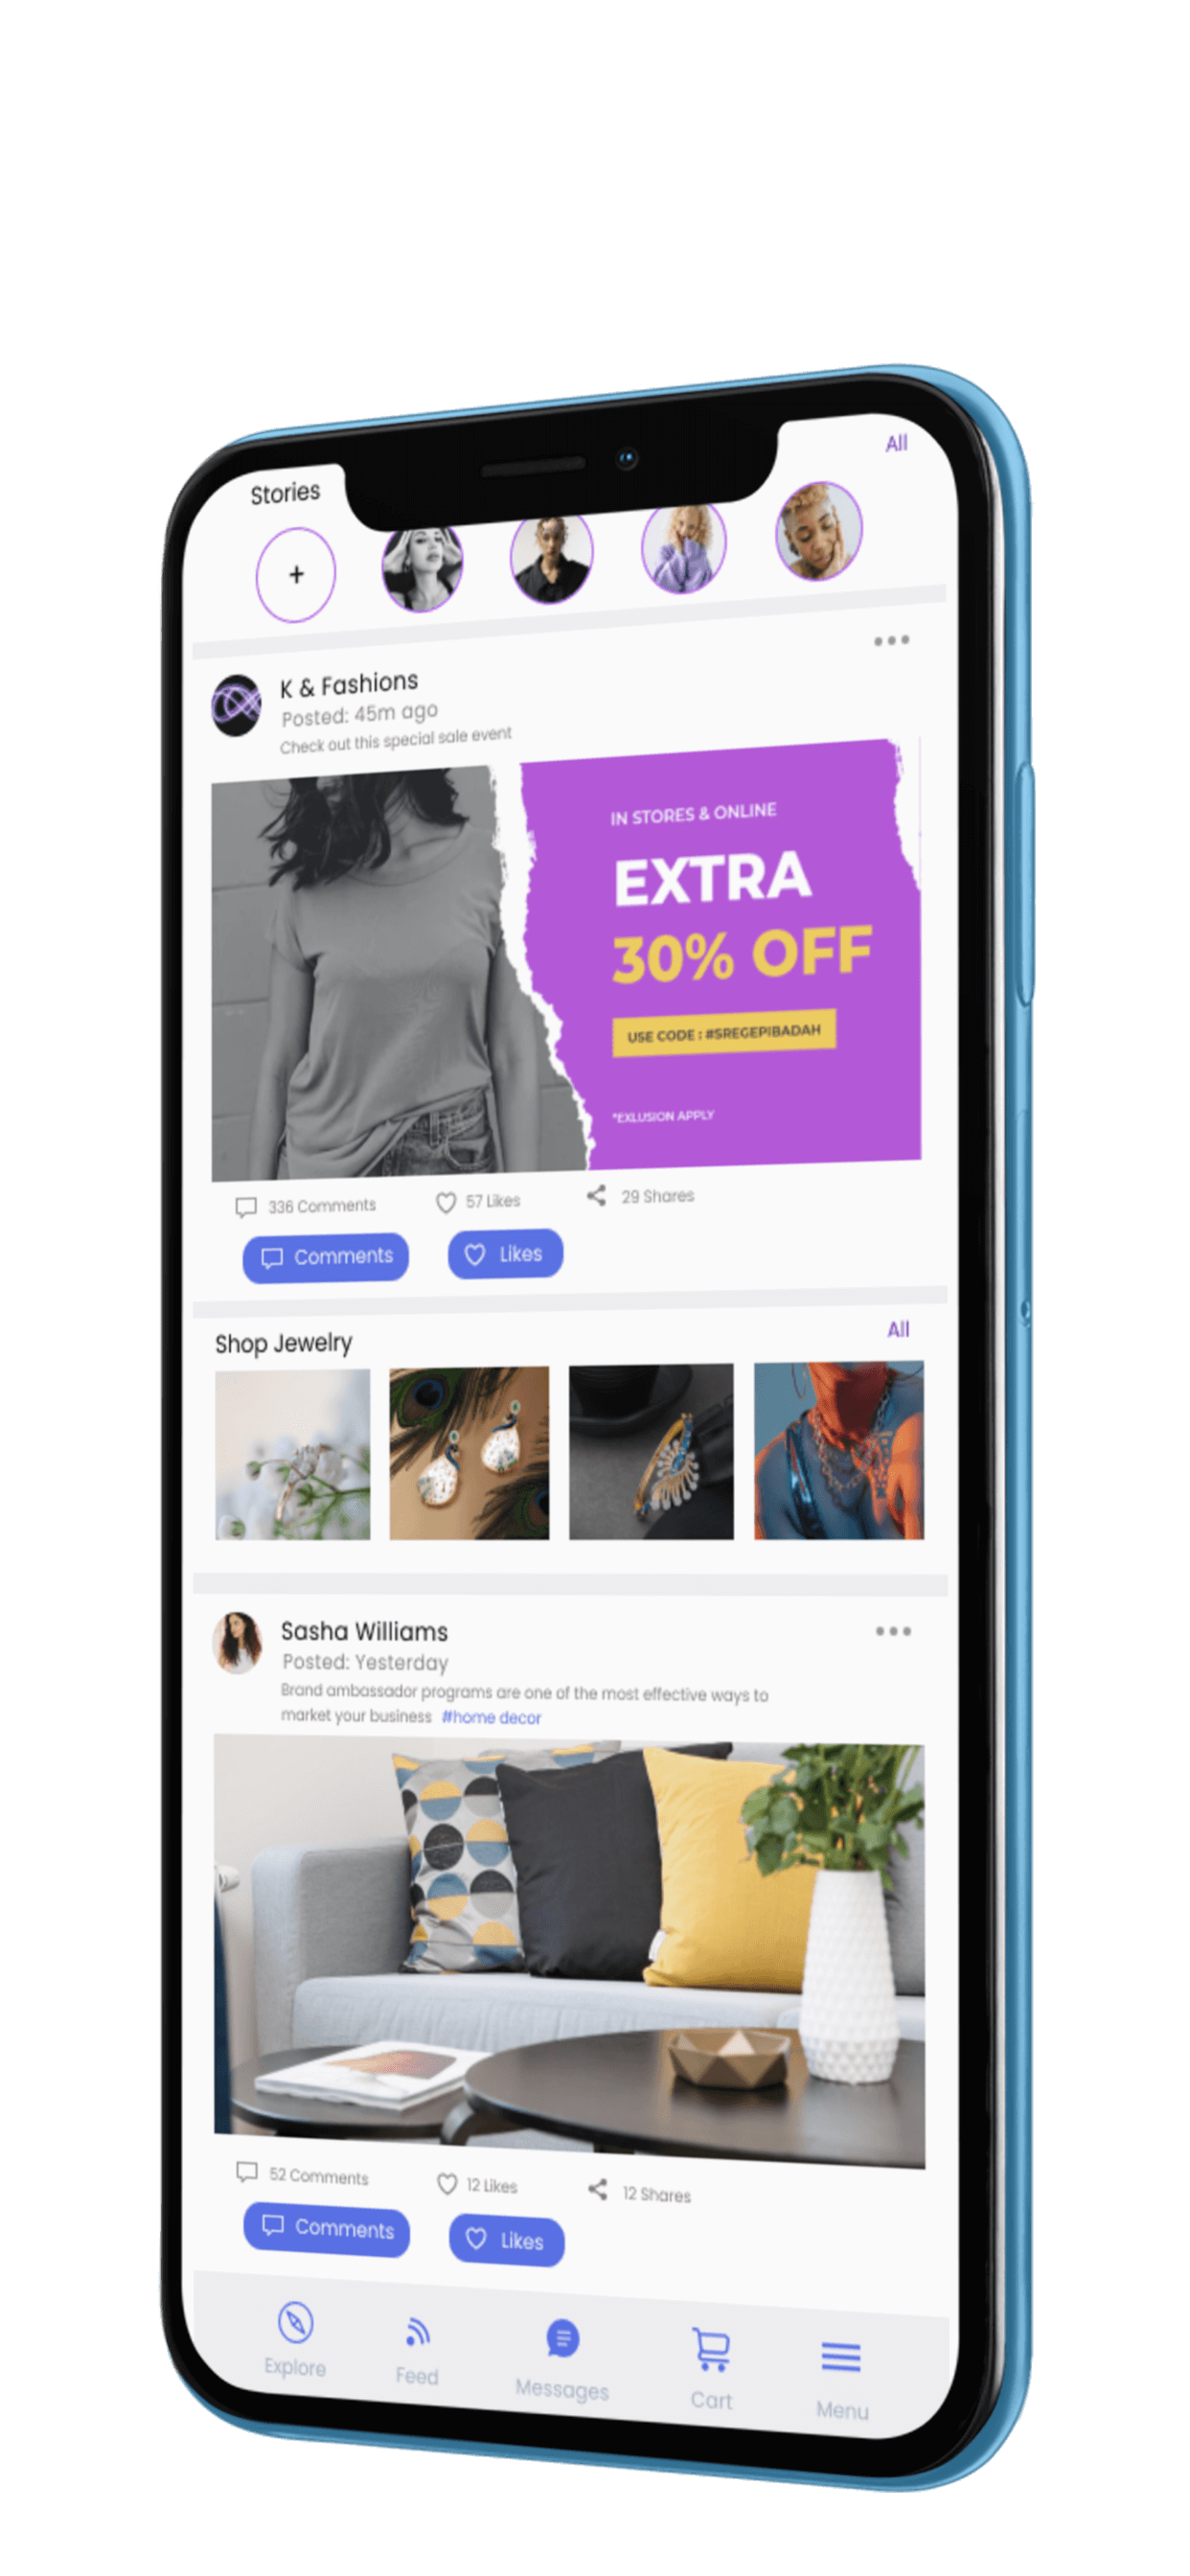 Stories
All
+
K & Fashions
Posted: 45m ago
Check out this special sale event
IN STORES & ONLINE
EXTRA
30% OFF
USE CODE : #SREGEPIBADAH
*EXLUSION APPLY
336 Comments
57 Likes
29 Shares
Comments
Likes
Shop Jewelry
All
Sasha Williams
Posted: Yesterday
Brand ambassador programs are one of the most effective ways to
market your business #home decor
52 Comments
12 Likes
12 Shares
Comments
Likes
Explore
Feed
Messages
Cart
Menu